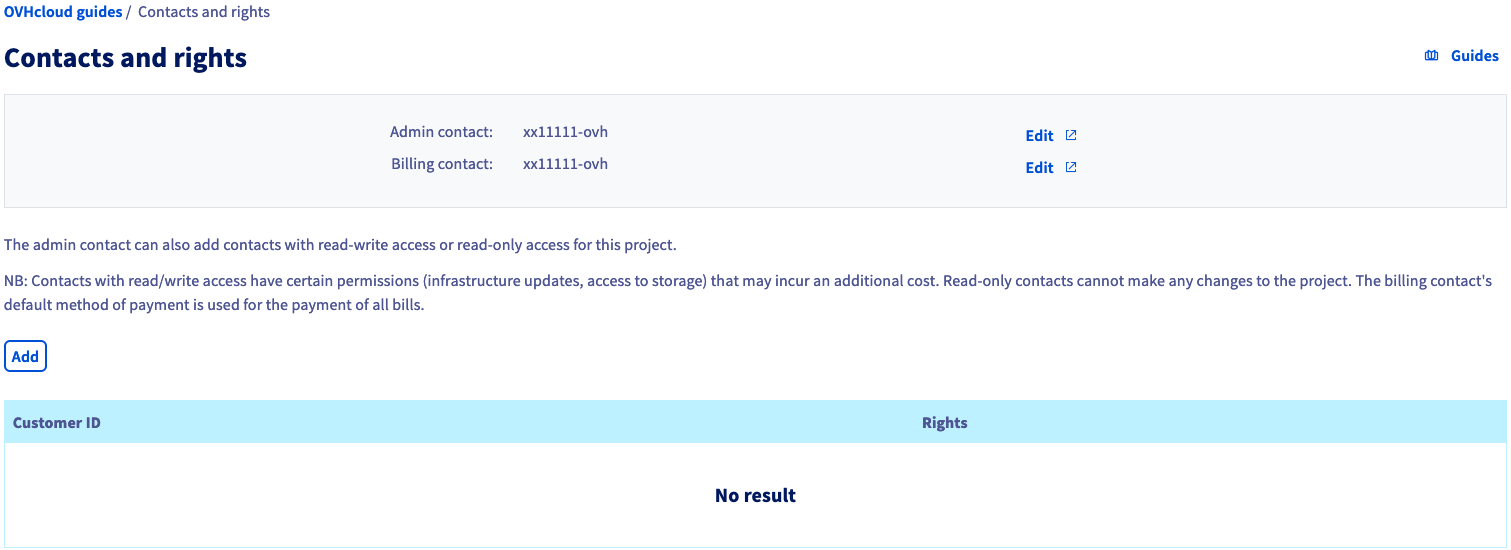 OVHcloud guides / Contacts and rights
Contacts and rights
Guides
Admin contact: xx11111-ovh Edit
Billing contact: xx11111-ovh Edit
The admin contact can also add contacts with read-write access or read-only access for this project.
NB: Contacts with read/write access have certain permissions (infrastructure updates, access to storage) that may incur an additional cost. Read-only contacts cannot make any changes to the project. The billing contact's
default method of payment is used for the payment of all bills.
Add
Customer ID Rights
No result